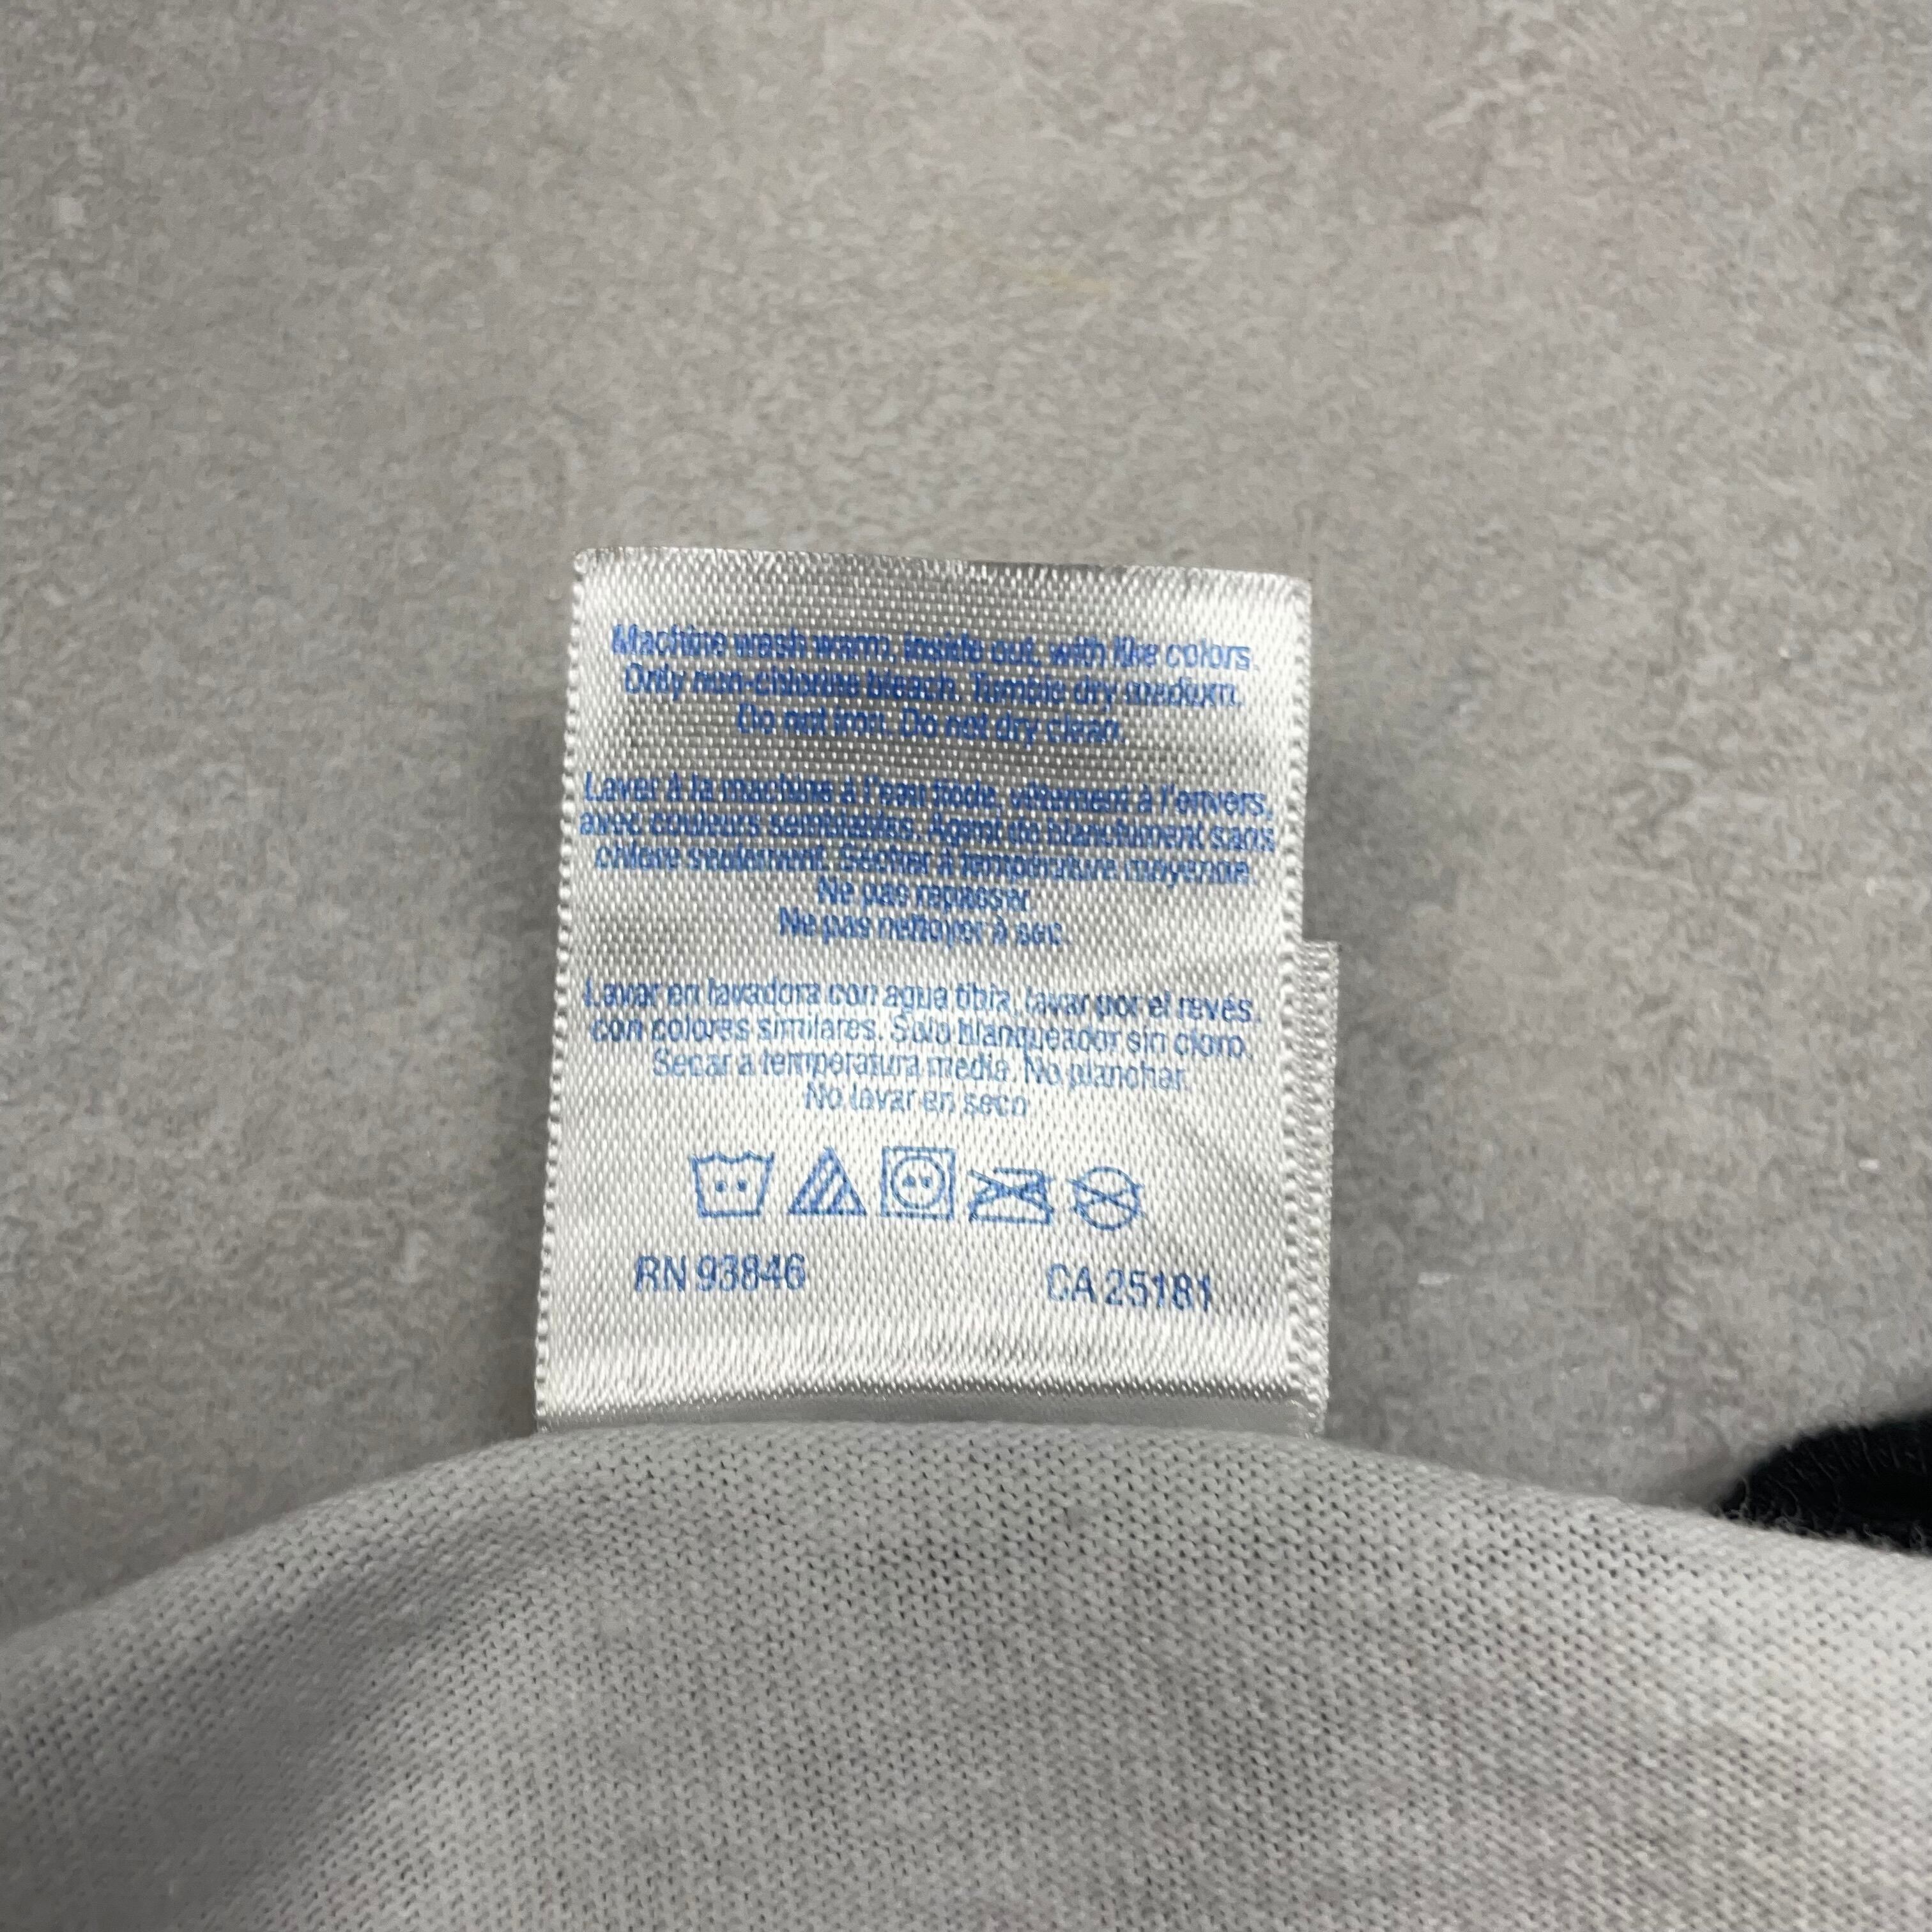 Machine wash warm, inside out, with like colors.
Only non-chlorine bleach. Tumble dry medium.
Do not iron. Do not dry clean.
Laver à la machine à l'eau tiède, vêtement à l'envers,
avec couleurs semblables. Agent de blanchiment sans
chlore seulement. Sécher à température moyenne.
Ne pas repasser.
Ne pas nettoyer à sec.
Lavar en lavadora con agua tibia, lavar por el revés
con colores similares. Solo blanqueador sin cloro.
Secar a temperatura media. No planchar.
No lavar en seco
RN 93846 CA 25181